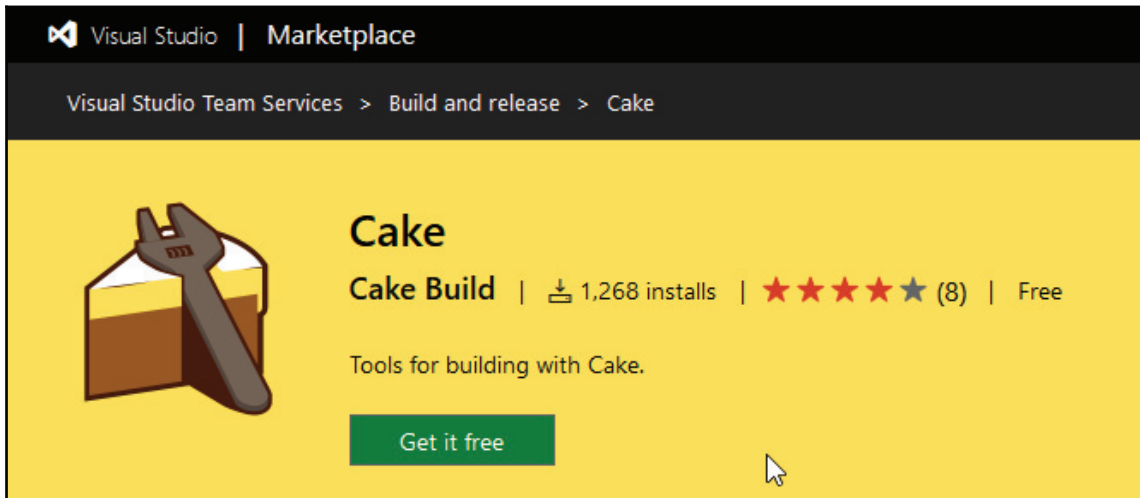 Visual Studio | Marketplace
Visual Studio Team Services > Build and release > Cake
Cake
Cake Build | 1,268 installs | ★★★★★ (8) | Free
Tools for building with Cake.
Get it free